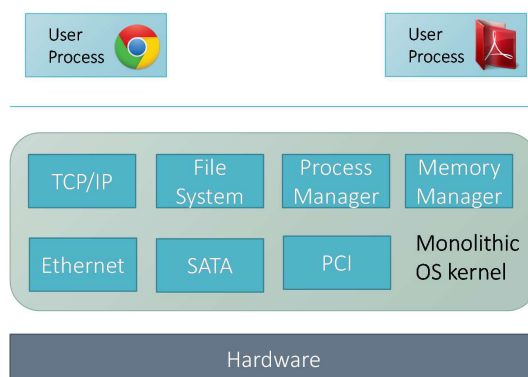 User
Process
User
Process
TCP/IP
File
System
Process
Manager
Memory
Manager
Ethernet
SATA
PCI
Monolithic
OS kernel
Hardware